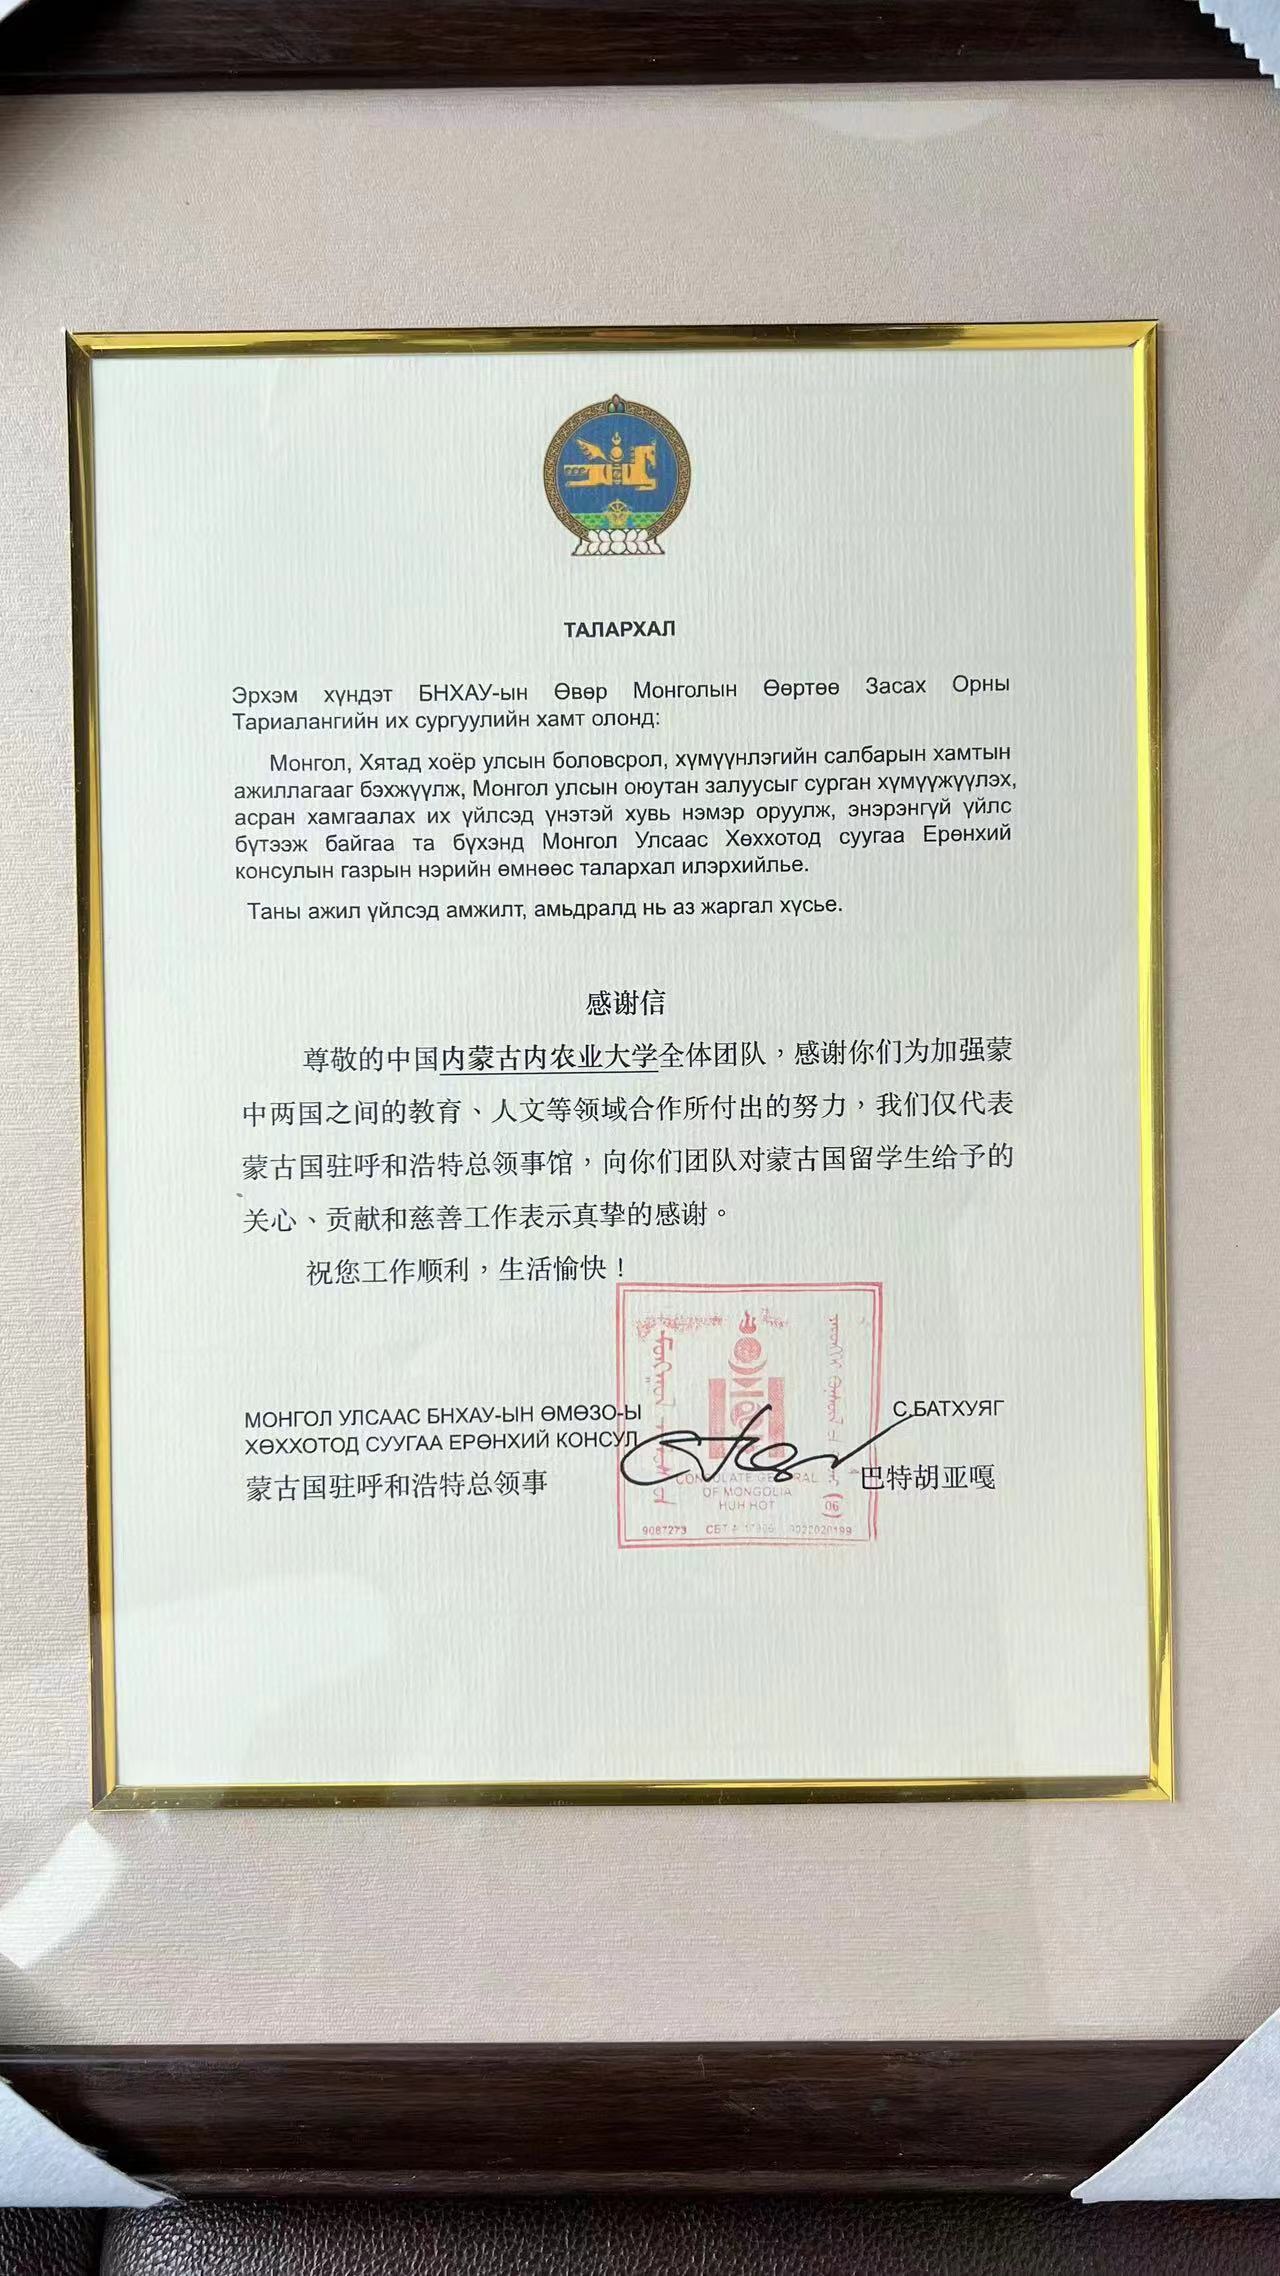 ТАЛАРХАЛ
Эрхэм хүндэт БНХАУ-ын Өвөр Монголын Өөртөө Засах Орны
Тариалангийн их сургуулийн хамт олонд:
Монгол, Хятад хоёр улсын боловсрол, хүмүүнлэгийн салбарын хамтын
ажиллагааг бэхжүүлж, Монгол улсын оюутан залуусыг сурган хүмүүжүүлэх,
асран хамгаалах их үйлсэд үнэтэй хувь нэмэр оруулж, энэрэнгүй үйлс
бүтээж байгаа та бүхэнд Монгол Улсаас Хөххотод суугаа Ерөнхий
консулын газрын нэрийн өмнөөс талархал илэрхийлье.
Таны ажил үйлсэд амжилт, амьдралд нь аз жаргал хүсье.
感谢信
尊敬的中国内蒙古内农业大学全体团队，感谢你们为加强蒙
中两国之间的教育、人文等领域合作所付出的努力，我们仅代表
蒙古国驻呼和浩特总领事馆，向你们团队对蒙古国留学生给予的
关心、贡献和慈善工作表示真挚的感谢。
祝您工作顺利，生活愉快！
МОНГОЛ УЛСААС БНХАУ-ЫН ӨМӨЗО-Ы
ХӨХХОТОД СУУГАА ЕРӨНХИЙ КОНСУЛ
С.БАТХУЯГ
蒙古国驻呼和浩特总领事
巴特胡亚嘎
CONSULATE GENERAL
OF MONGOLIA
HUH HOT
(06)
9087273